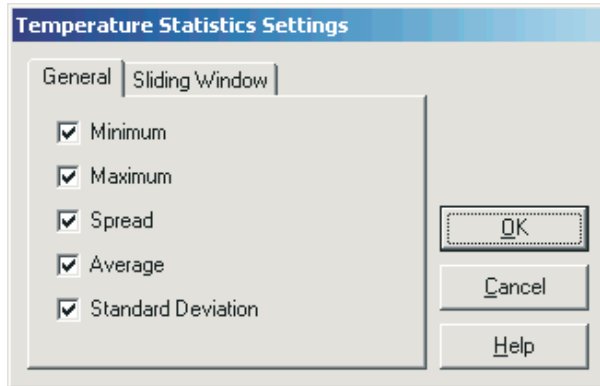 Temperature Statistics Settings
General
Sliding Window
Minimum
Maximum
Spread
Average
Standard Deviation
OK
Cancel
Help